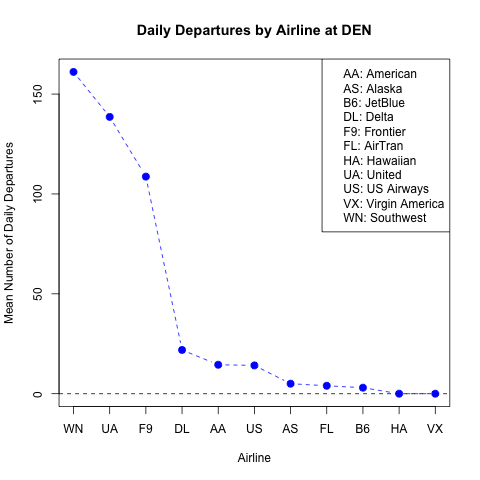 Daily Departures by Airline at DEN
AA: American
AS: Alaska
B6: JetBlue
DL: Delta
F9: Frontier
FL: AirTran
HA: Hawaiian
UA: United
US: US Airways
VX: Virgin America
WN: Southwest
Mean Number of Daily Departures
150
100
50
0
WN UA F9 DL AA US AS FL B6 HA VX
Airline